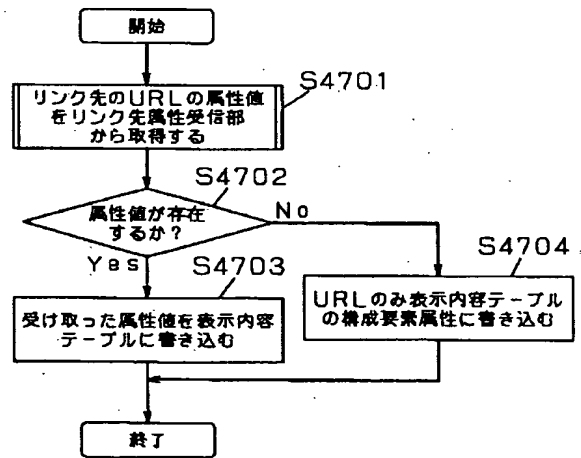 開始
S4701
リンク先のURLの属性値
をリンク先属性受信部
から取得する
S4702
属性値が存在
するか?
No
Yes
S4703
受け取った属性値を表示内容
テーブルに書き込む
S4704
URLのみ表示内容テーブル
の構成要素属性に書き込む
終了